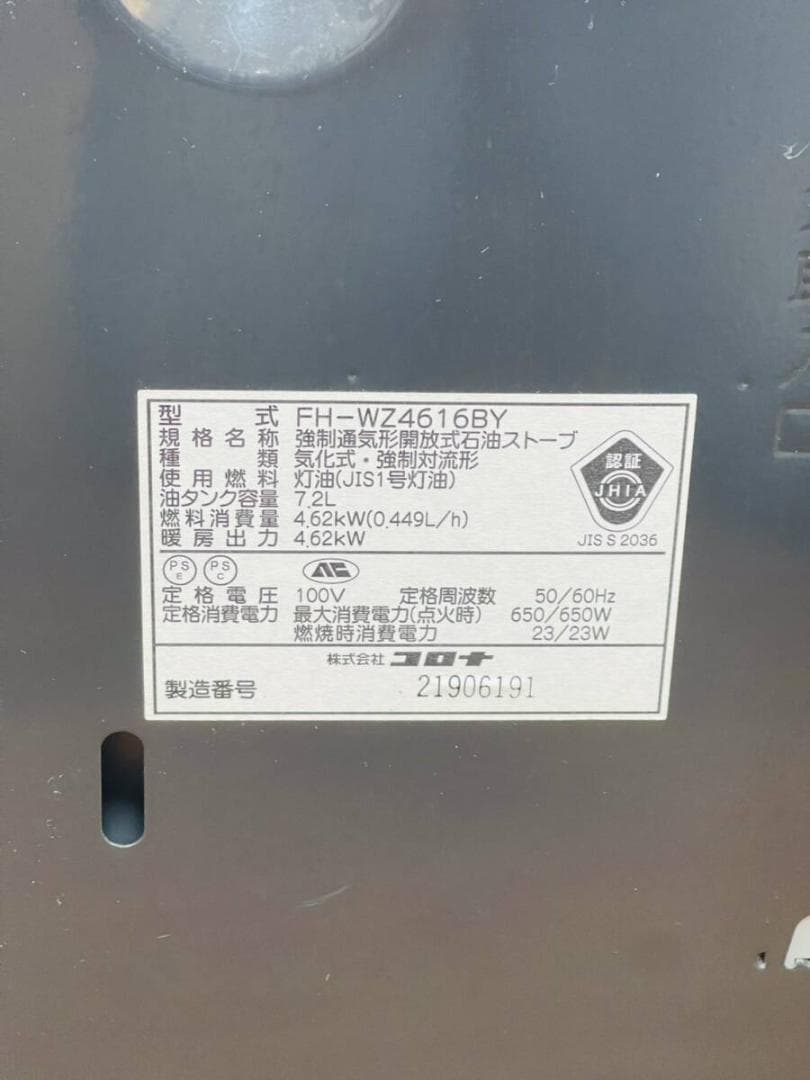 型式 FH-WZ4616BY
規格名称 強制通気形開放式石油ストーブ
種類 気化式・強制対流形
使用燃料 灯油(JIS1号灯油)
油タンク容量 7.2L
燃料消費量 4.62kW(0.449L/h)
暖房出力 4.62kW
認証
JHIA
JIS S 2036
PS E PS C
定格電圧 100V 定格周波数 50/60Hz
定格消費電力 最大消費電力(点火時) 650/650W
燃焼時消費電力 23/23W
株式会社 コロナ
製造番号 21906191